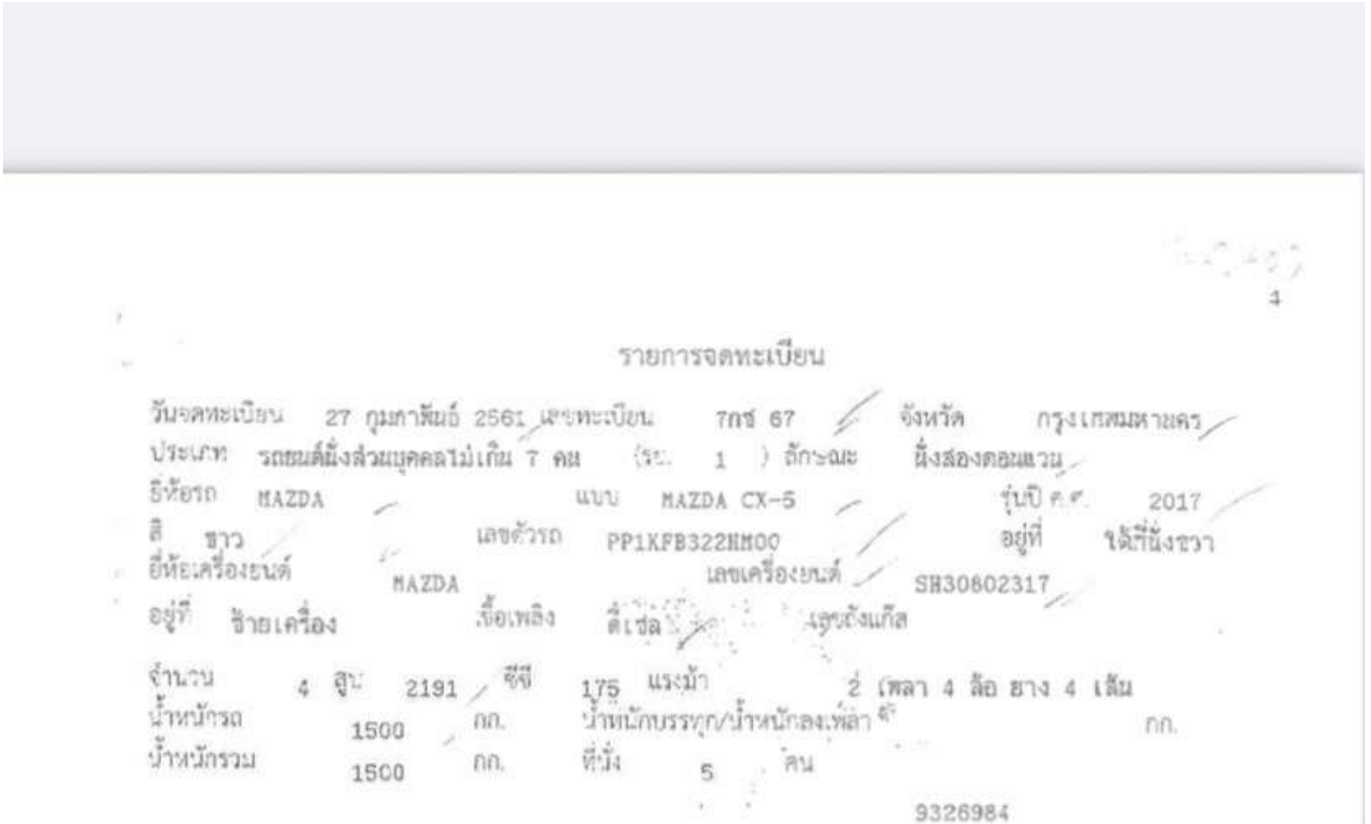 4
รายการจดทะเบียน
วันจดทะเบียน 27 กุมภาพันธ์ 2561 เลขทะเบียน 7กช 67 จังหวัด กรุงเทพมหานคร
ประเภท รถยนต์นั่งส่วนบุคคลไม่เกิน 7 คน (รย. 1 ) ลักษณะ นั่งสองตอนแวน
ยี่ห้อรถ MAZDA แบบ MAZDA CX-5 รุ่นปี ค.ศ. 2017
สี ขาว เลขตัวรถ อยู่ที่ ใต้ที่นั่งขวา
ยี่ห้อเครื่องยนต์ MAZDA เลขเครื่องยนต์ SH30802317
อยู่ที่ ซ้ายเครื่อง เชื้อเพลิง ดีเซล เลขถังแก๊ส
จำนวน 4 สูบ 2191 ซีซี 175 แรงม้า 2 เพลา 4 ล้อ ยาง 4 เส้น
น้ำหนักรถ 1500 กก. น้ำหนักบรรทุก/น้ำหนักลงเพลา กก.
น้ำหนักรวม 1500 กก. ที่นั่ง 5 คน
9326984